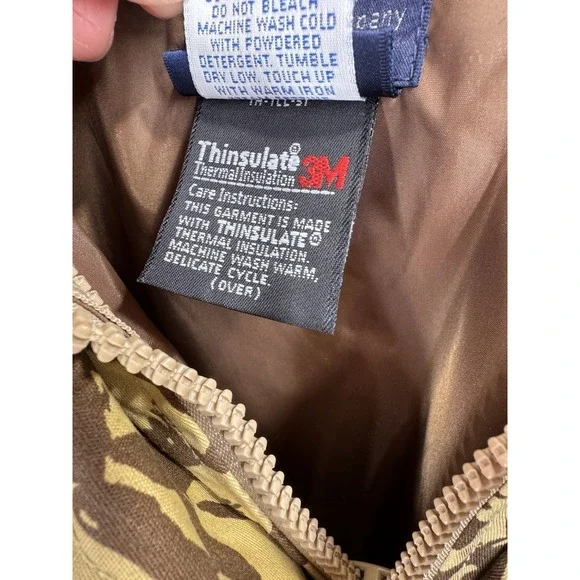 DO NOT BLEACH
MACHINE WASH COLD
WITH POWDERED
DETERGENT. TUMBLE
DRY LOW. TOUCH UP
WITH WARM IRON
pany
Thinsulate®
Thermal Insulation 3M
Care Instructions:
THIS GARMENT IS MADE
WITH THINSULATE®
THERMAL INSULATION.
MACHINE WASH WARM,
DELICATE CYCLE.
(OVER)